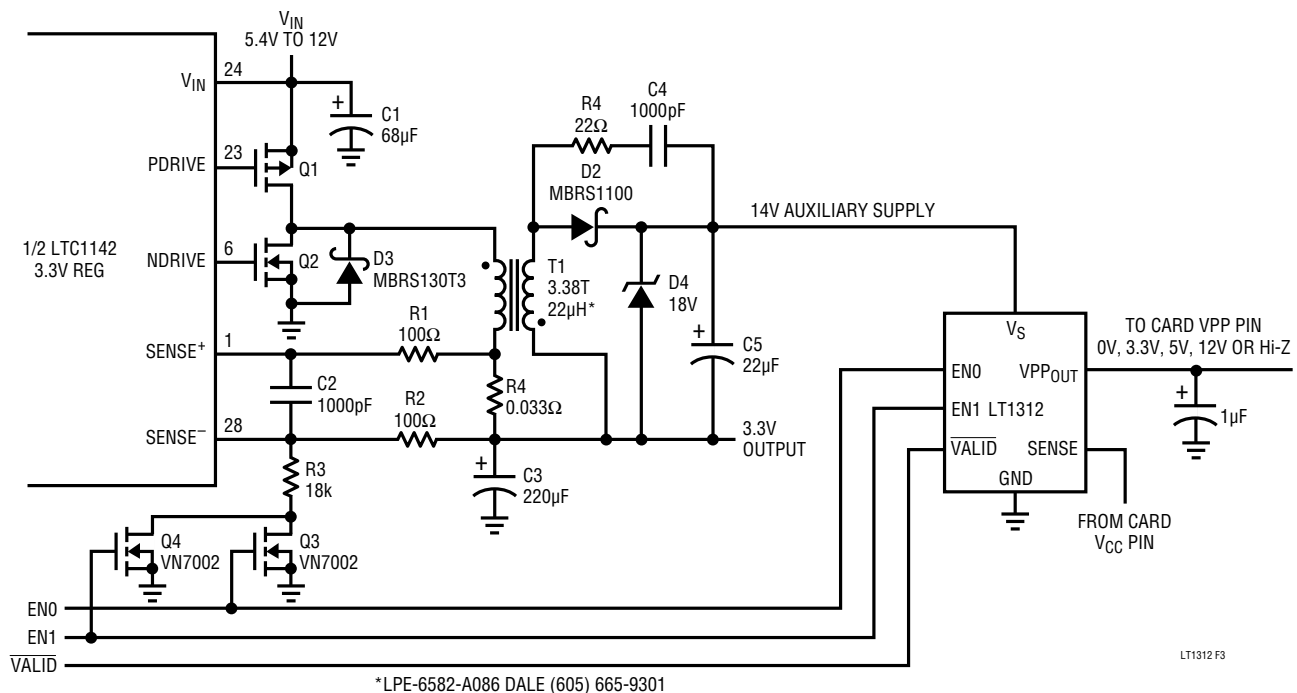 VIN
5.4V TO 12V
VIN
24
+
C1
68µF
PDRIVE
23
Q1
1/2 LTC1142
3.3V REG
NDRIVE
6
Q2
D3
MBRS130T3
R4
22Ω
C4
1000pF
D2
MBRS1100
14V AUXILIARY SUPPLY
T1
3.38T
22µH*
D4
18V
+
C5
22µF
SENSE+
1
R1
100Ω
C2
1000pF
R4
0.033Ω
SENSE–
28
R2
100Ω
3.3V
OUTPUT
R3
18k
+
C3
220µF
Q4
VN7002
Q3
VN7002
VS
EN0
VPPOUT
EN1 LT1312
VALID
SENSE
GND
TO CARD VPP PIN
0V, 3.3V, 5V, 12V OR Hi-Z
+
1µF
FROM CARD
VCC PIN
EN0
EN1
VALID
LT1312 F3
*LPE-6582-A086 DALE (605) 665-9301